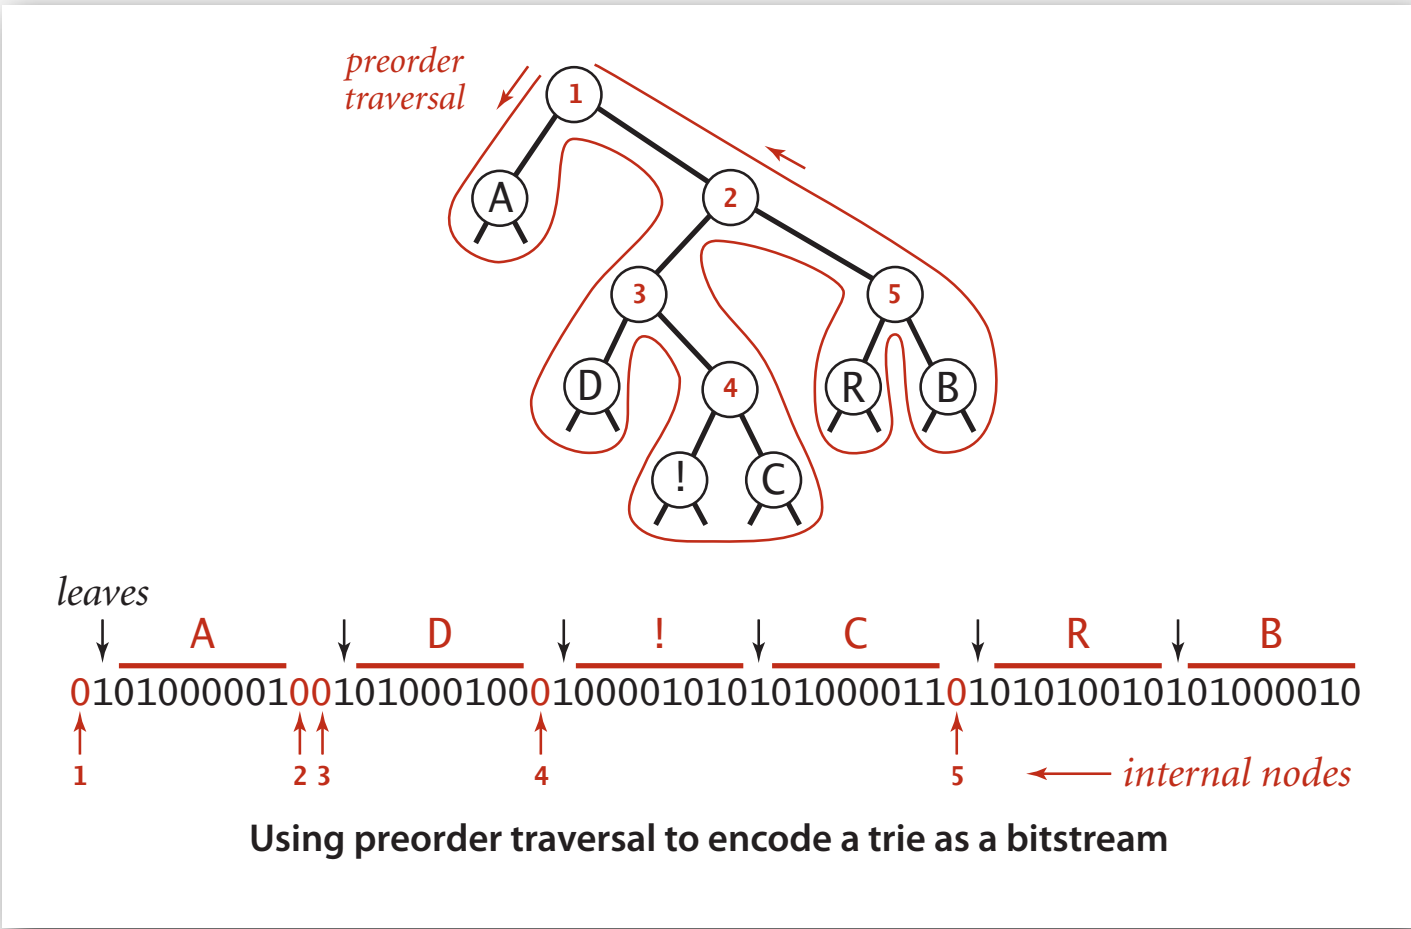 preorder
traversal
1
A
2
3
5
D
4
R
B
!
C
leaves
A D ! C R B
01010000010010100010001000010101010000110101010010101000010
1 2 3 4 5 internal nodes
Using preorder traversal to encode a trie as a bitstream